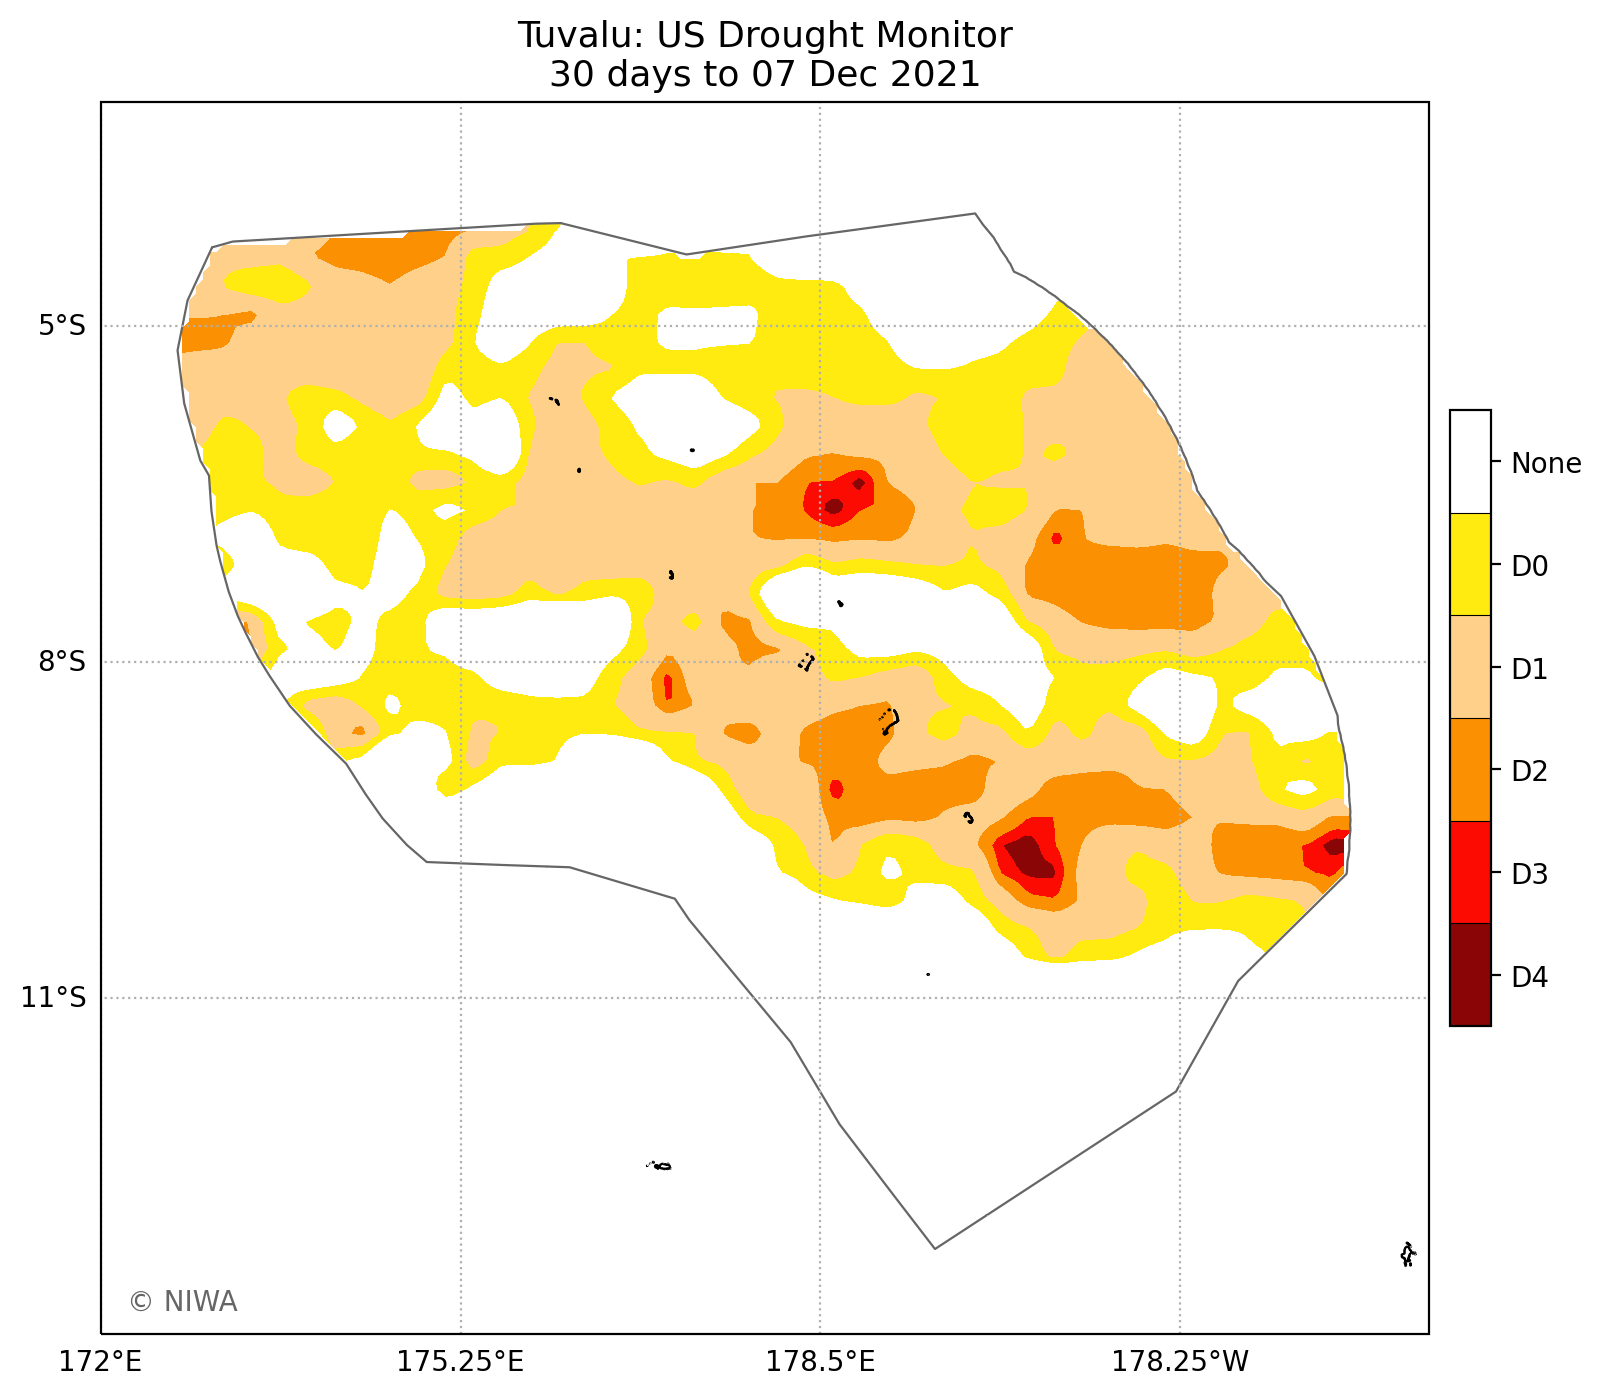 Tuvalu: US Drought Monitor
30 days to 07 Dec 2021
5°S
8°S
11°S
172°E
175.25°E
178.5°E
178.25°W
None
D0
D1
D2
D3
D4
© NIWA